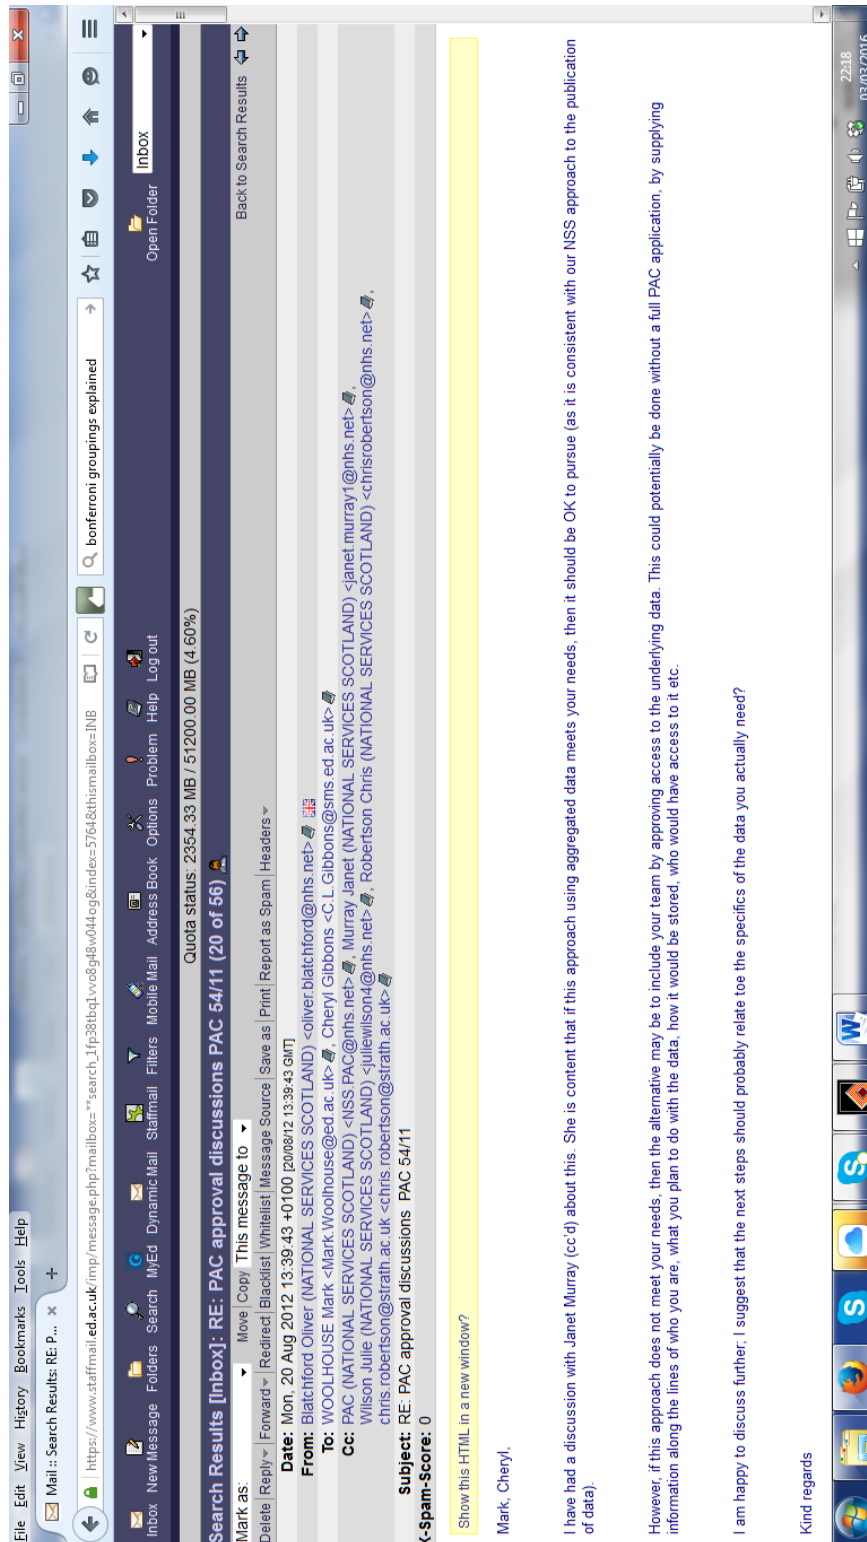 File Edit View History Bookmarks Tools Help
Mail :: Search Results: RE: P... × +
https://www.staffmail.ed.ac.uk/imp/message.php?mailbox=**search_1fp38tbq1vvo8g48w044og&index=5764&thismailbox=INB
bonferroni groupings explained
Inbox New Message Folders Search MyEd Dynamic Mail Staffmail Filters Mobile Mail Address Book Options Problem Help Log out Open Folder Inbox
Quota status: 2354.33 MB / 51200.00 MB (4.60%)
Search Results [Inbox]: RE: PAC approval discussions PAC 54/11 (20 of 56)
Mark as: Move | Copy This message to Back to Search Results
Delete | Reply | Forward | Redirect | Blacklist | Whitelist | Message Source | Save as | Print | Report as Spam | Headers
Date: Mon, 20 Aug 2012 13:39:43 +0100 [20/08/12 13:39:43 GMT]
From: Blatchford Oliver (NATIONAL SERVICES SCOTLAND) <oliver.blatchford@nhs.net>
To: WOOLHOUSE Mark <Mark.Woolhouse@ed.ac.uk>, Cheryl Gibbons <C.L.Gibbons@sms.ed.ac.uk>
Cc: PAC (NATIONAL SERVICES SCOTLAND) <NSS.PAC@nhs.net>, Murray Janet (NATIONAL SERVICES SCOTLAND) <janet.murray1@nhs.net>,
Wilson Julie (NATIONAL SERVICES SCOTLAND) <juliewilson4@nhs.net>, Robertson Chris (NATIONAL SERVICES SCOTLAND) <chrisrobertson@nhs.net>,
chris.robertson@strath.ac.uk <chris.robertson@strath.ac.uk>
Subject: RE: PAC approval discussions PAC 54/11
X-Spam-Score: 0
Show this HTML in a new window?
Mark, Cheryl,
I have had a discussion with Janet Murray (cc'd) about this. She is content that if this approach using aggregated data meets your needs, then it should be OK to pursue (as it is consistent with our NSS approach to the publication
of data).
However, if this approach does not meet your needs, then the alternative may be to include your team by approving access to the underlying data. This could potentially be done without a full PAC application, by supplying
information along the lines of who you are, what you plan to do with the data, how it would be stored, who would have access to it etc.
I am happy to discuss further; I suggest that the next steps should probably relate toe the specifics of the data you actually need?
Kind regards
22:18
03/03/2016